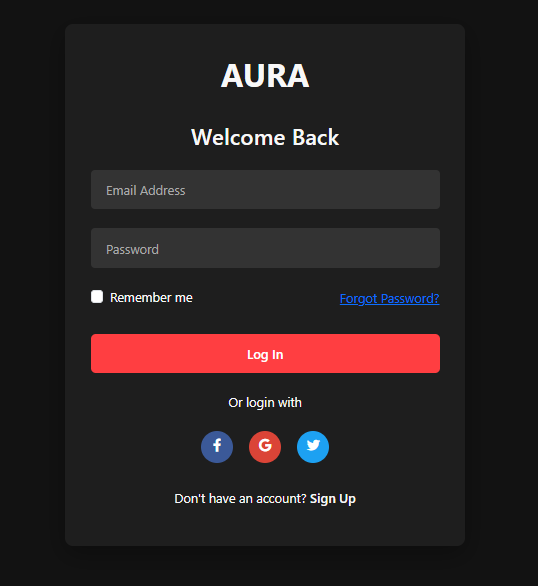 AURA
Welcome Back
Email Address
Password
Remember me Forgot Password?
Log In
Or login with
Don't have an account? Sign Up